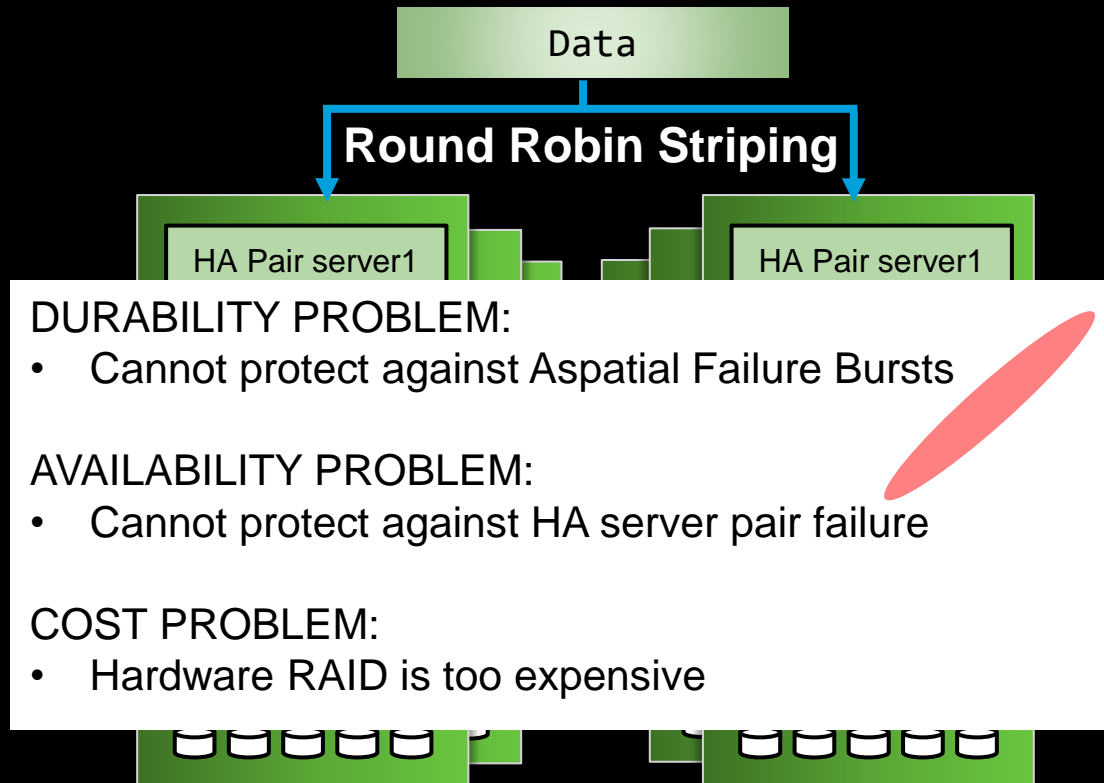 Data
Round Robin Striping
HA Pair server1
HA Pair server1
DURABILITY PROBLEM:
• Cannot protect against Aspatial Failure Bursts
AVAILABILITY PROBLEM:
• Cannot protect against HA server pair failure
COST PROBLEM:
• Hardware RAID is too expensive